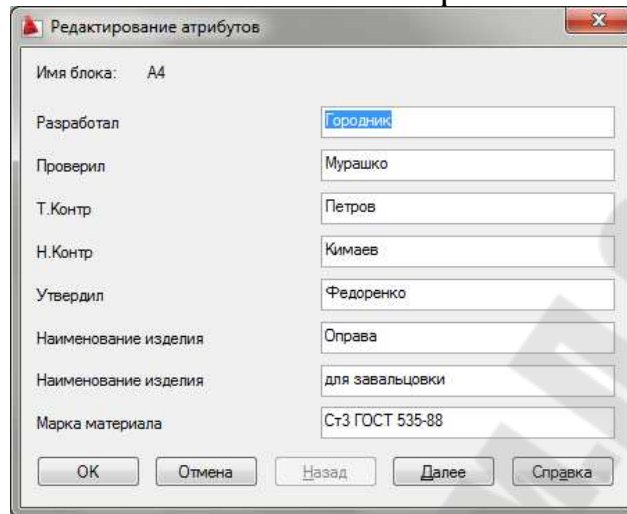 Редактирование атрибутов
Имя блока: А4
Разработал Городник
Проверил Мурашко
Т.Контр Петров
Н.Контр Кимаев
Утвердил Федоренко
Наименование изделия Оправа
Наименование изделия для завальцовки
Марка материала Ст3 ГОСТ 535-88
ОК Отмена Назад Далее Справка